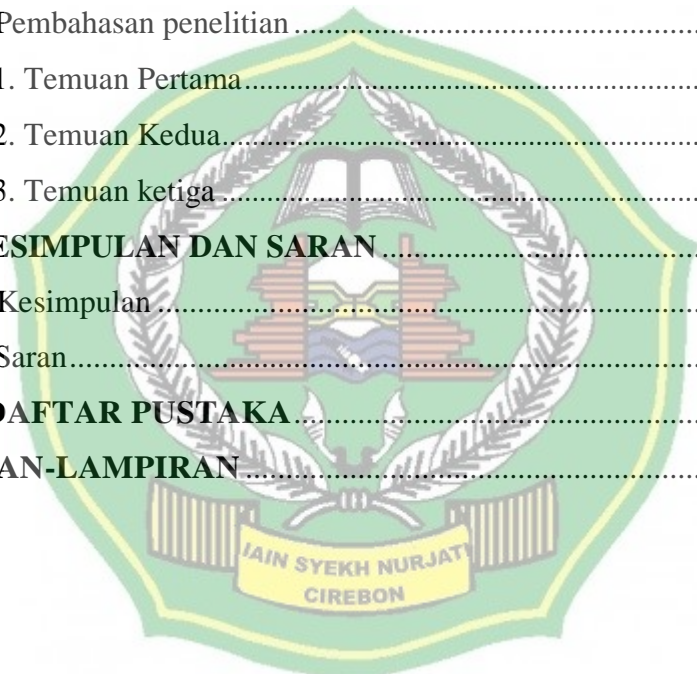 Pembahasan penelitian ........................................................
1. Temuan Pertama........................................................
2. Temuan Kedua........................................................
3. Temuan ketiga ........................................................
ESIMPULAN DAN SARAN ........................................................
Kesimpulan ........................................................
Saran........................................................
DAFTAR PUSTAKA ........................................................
AN-LAMPIRAN ........................................................
IAIN SYEKH NURJATI
CIREBON